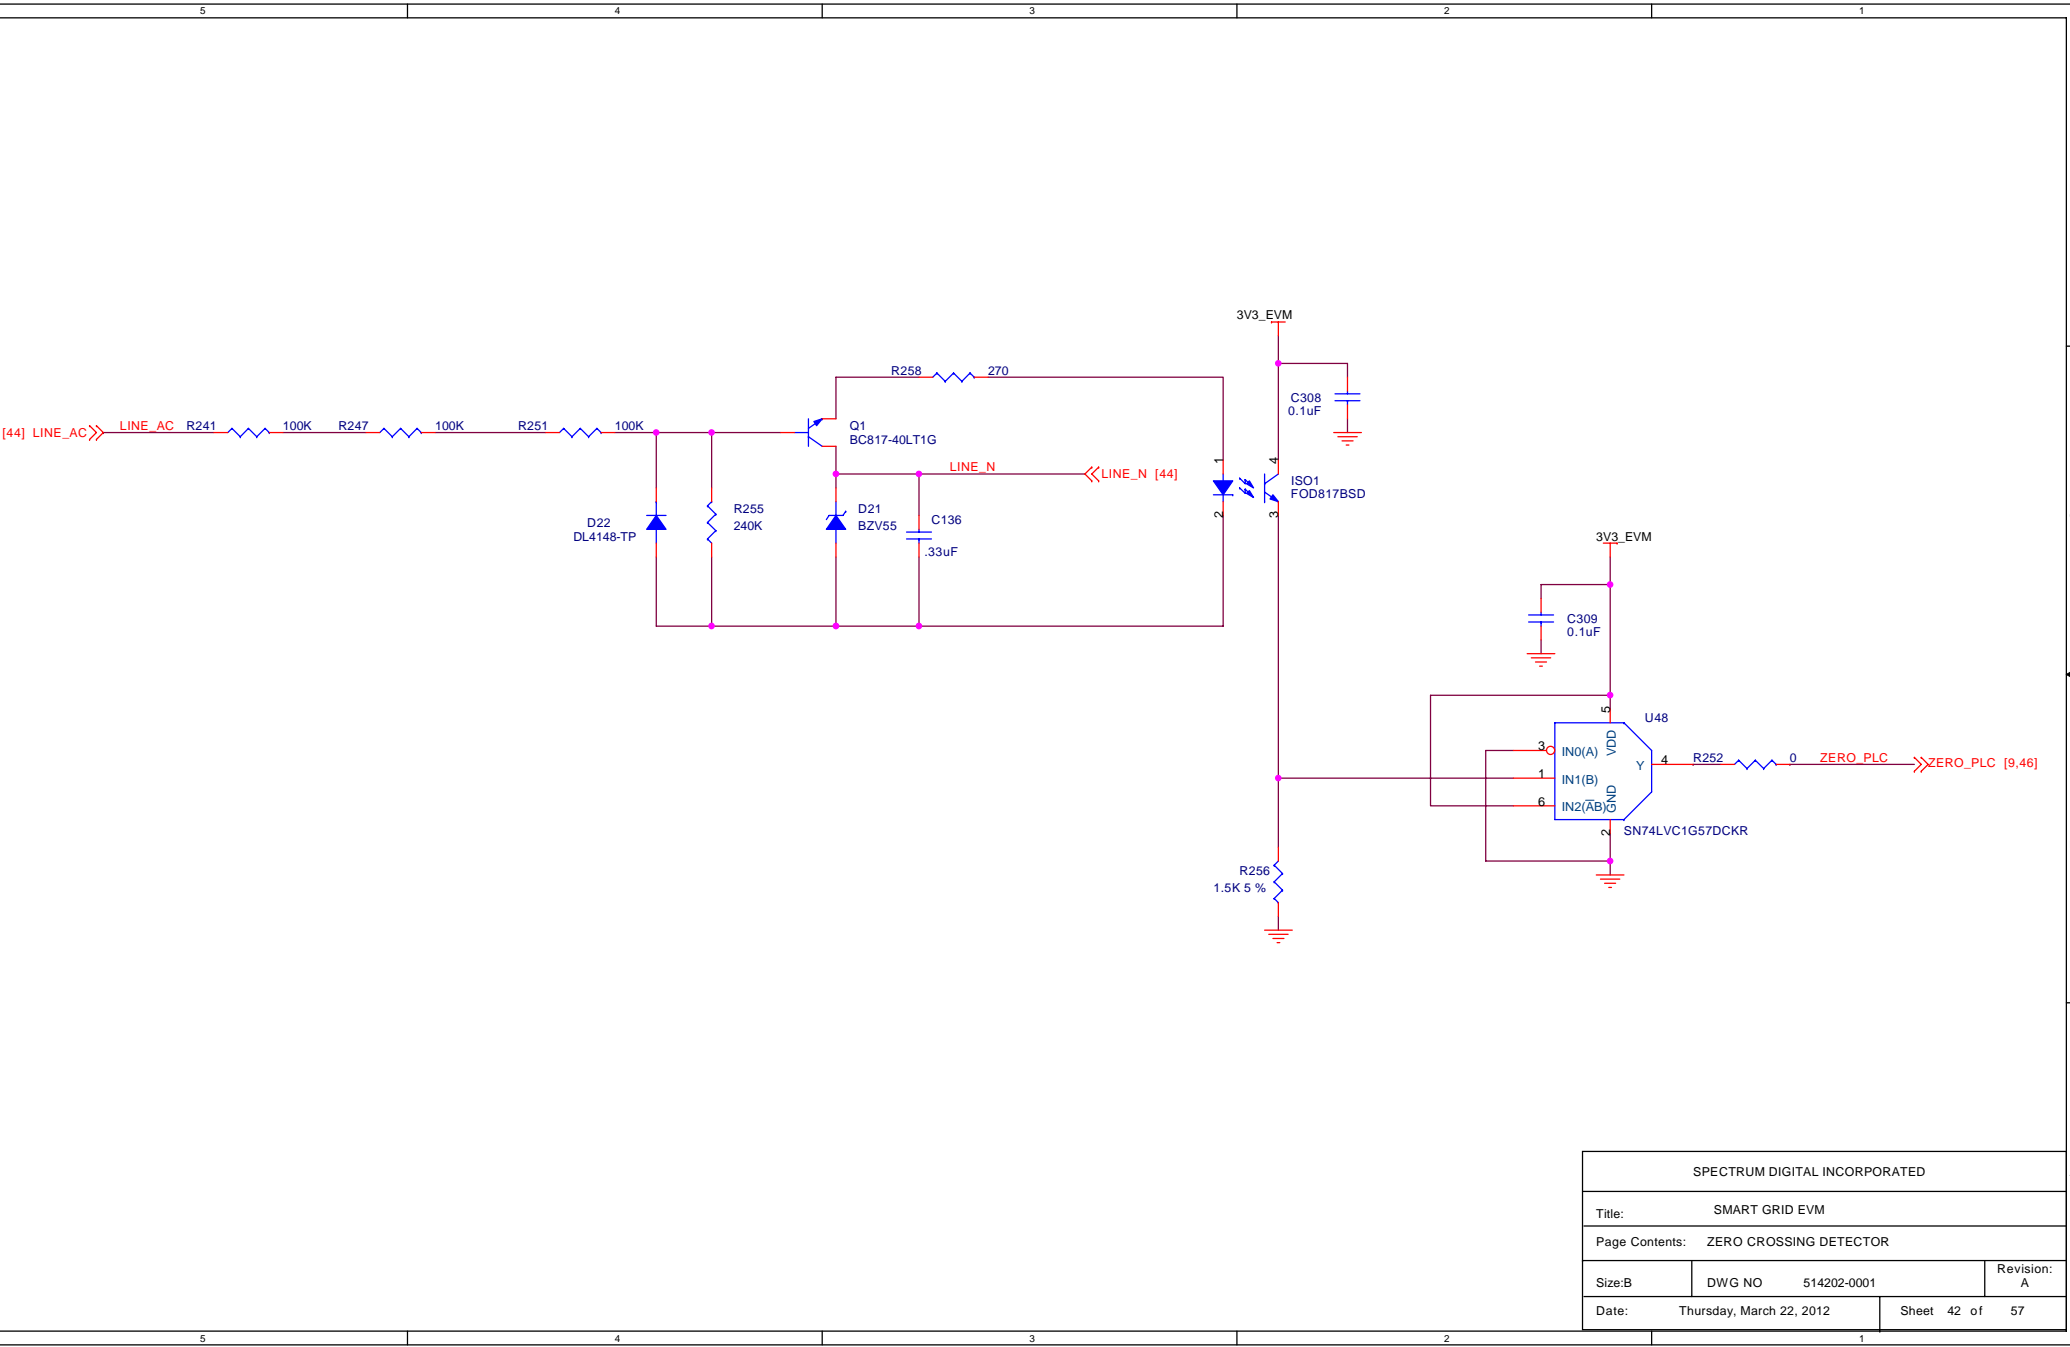 5 4 3 2 1
3V3_EVM
R258 270
C308
0.1uF
[44] LINE_AC LINE_AC R241 100K R347 100K R251 100K
Q1
BC817-40LT1G
LINE_N LINE_N [44]
1 4
ISO1
FOD817BSD
2 3
D22
DL4148-TP
R255
240K
D21
BZV55
C136
.33uF
3V3_EVM
C309
0.1uF
5
U48
3 IN0(A) VDD
1 IN1(B)
6 IN2(A̅B) GND
Y 4 R252 0 ZERO_PLC ZERO_PLC [9,46]
2
SN74LVC1G57DCKR
R256
1.5K 5 %
SPECTRUM DIGITAL INCORPORATED
Title: SMART GRID EVM
Page Contents: ZERO CROSSING DETECTOR
Size:B DWG NO 514202-0001 Revision: A
Date: Thursday, March 22, 2012 Sheet 42 of 57
5 4 3 2 1